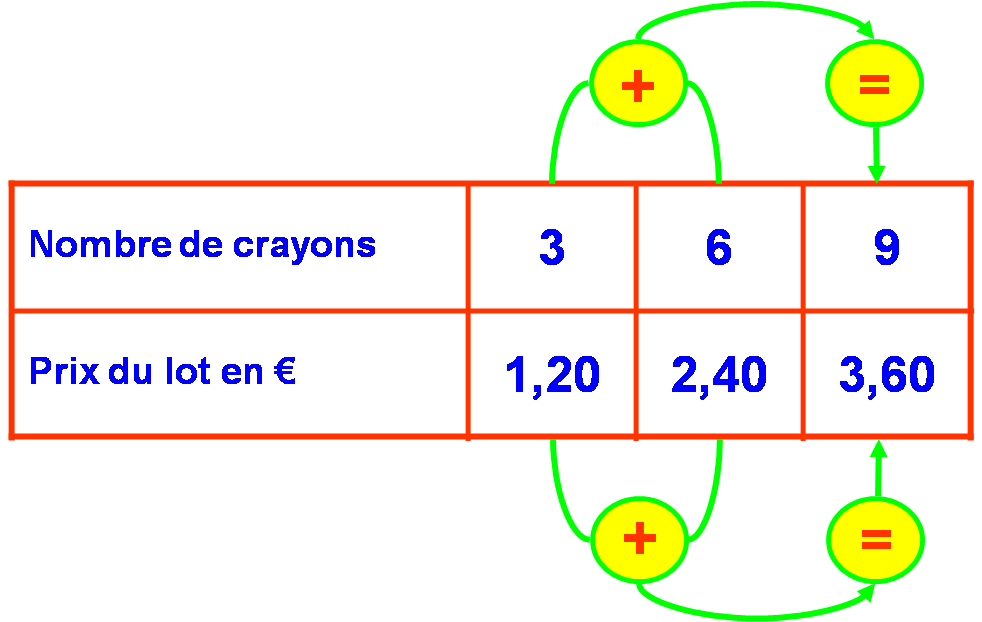 + =
Nombre de crayons 3 6 9
Prix du lot en € 1,20 2,40 3,60
+ =